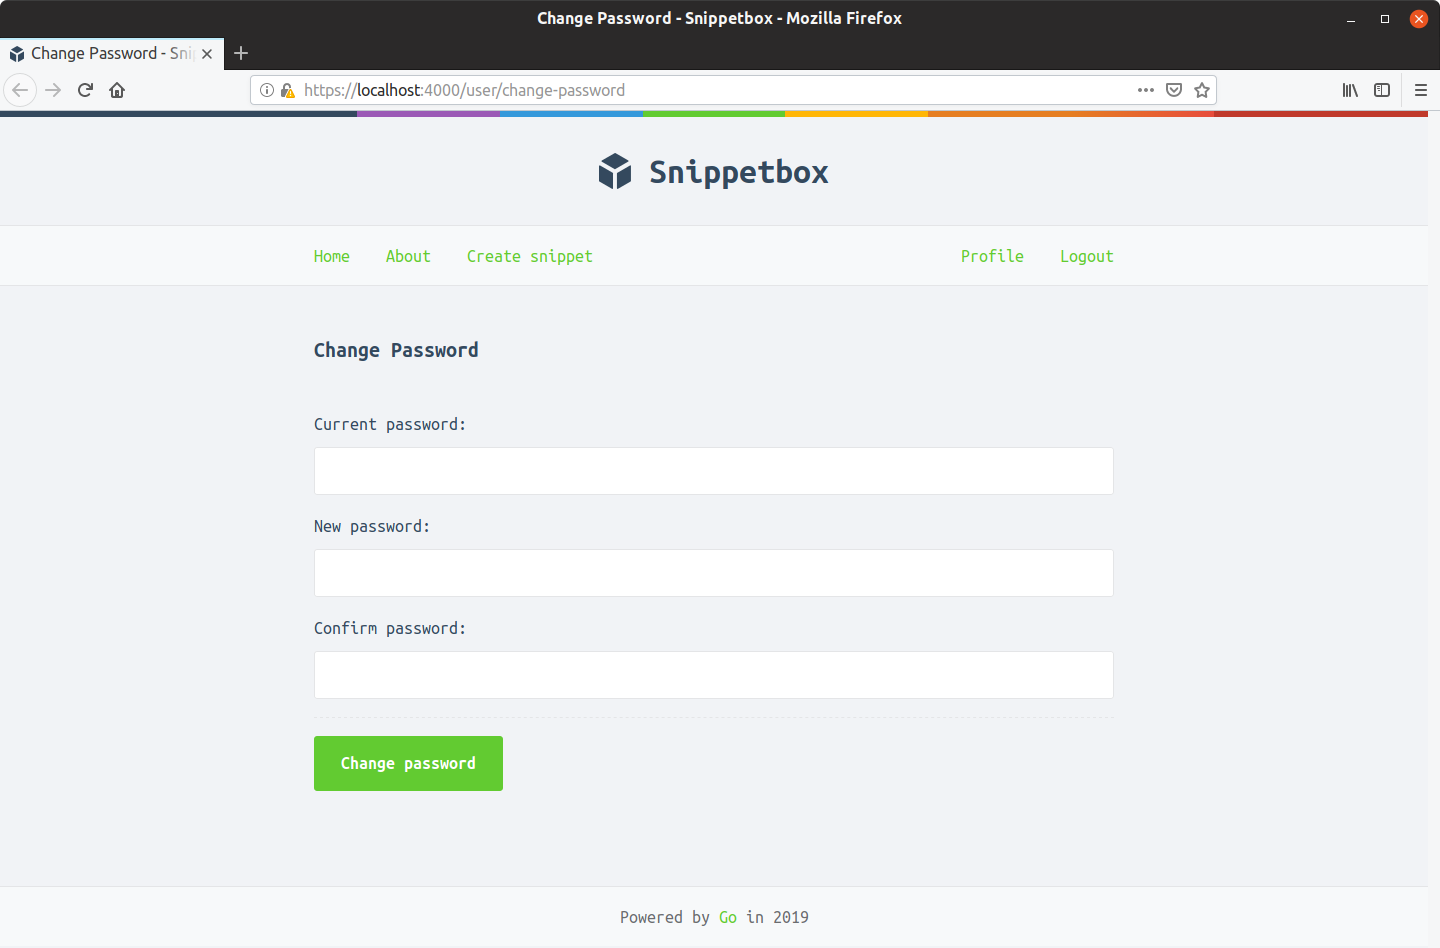 Change Password - Snippetbox - Mozilla Firefox
Change Password - Sni
https://localhost:4000/user/change-password
Snippetbox
Home About Create snippet Profile Logout
Change Password
Current password:
New password:
Confirm password:
Change password
Powered by Go in 2019